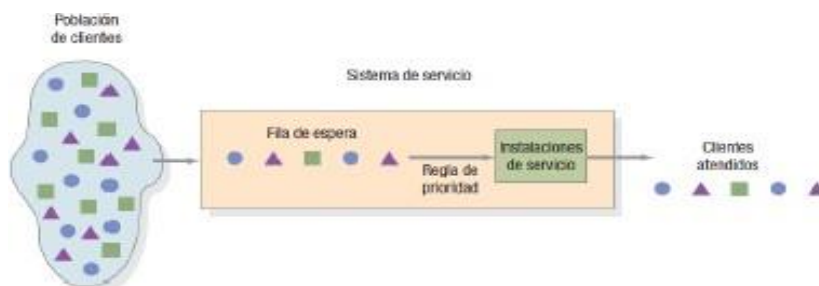 Población
de clientes
Sistema de servicio
Fila de espera
Instalaciones
de servicio
Regla de
prioridad
Clientes
atendidos